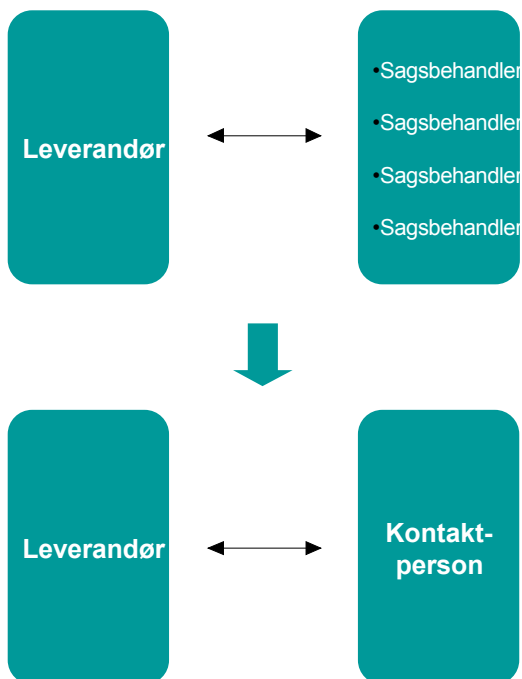 Leverandør
•Sagsbehandler
•Sagsbehandler
•Sagsbehandler
•Sagsbehandler
Leverandør
Kontakt-
person